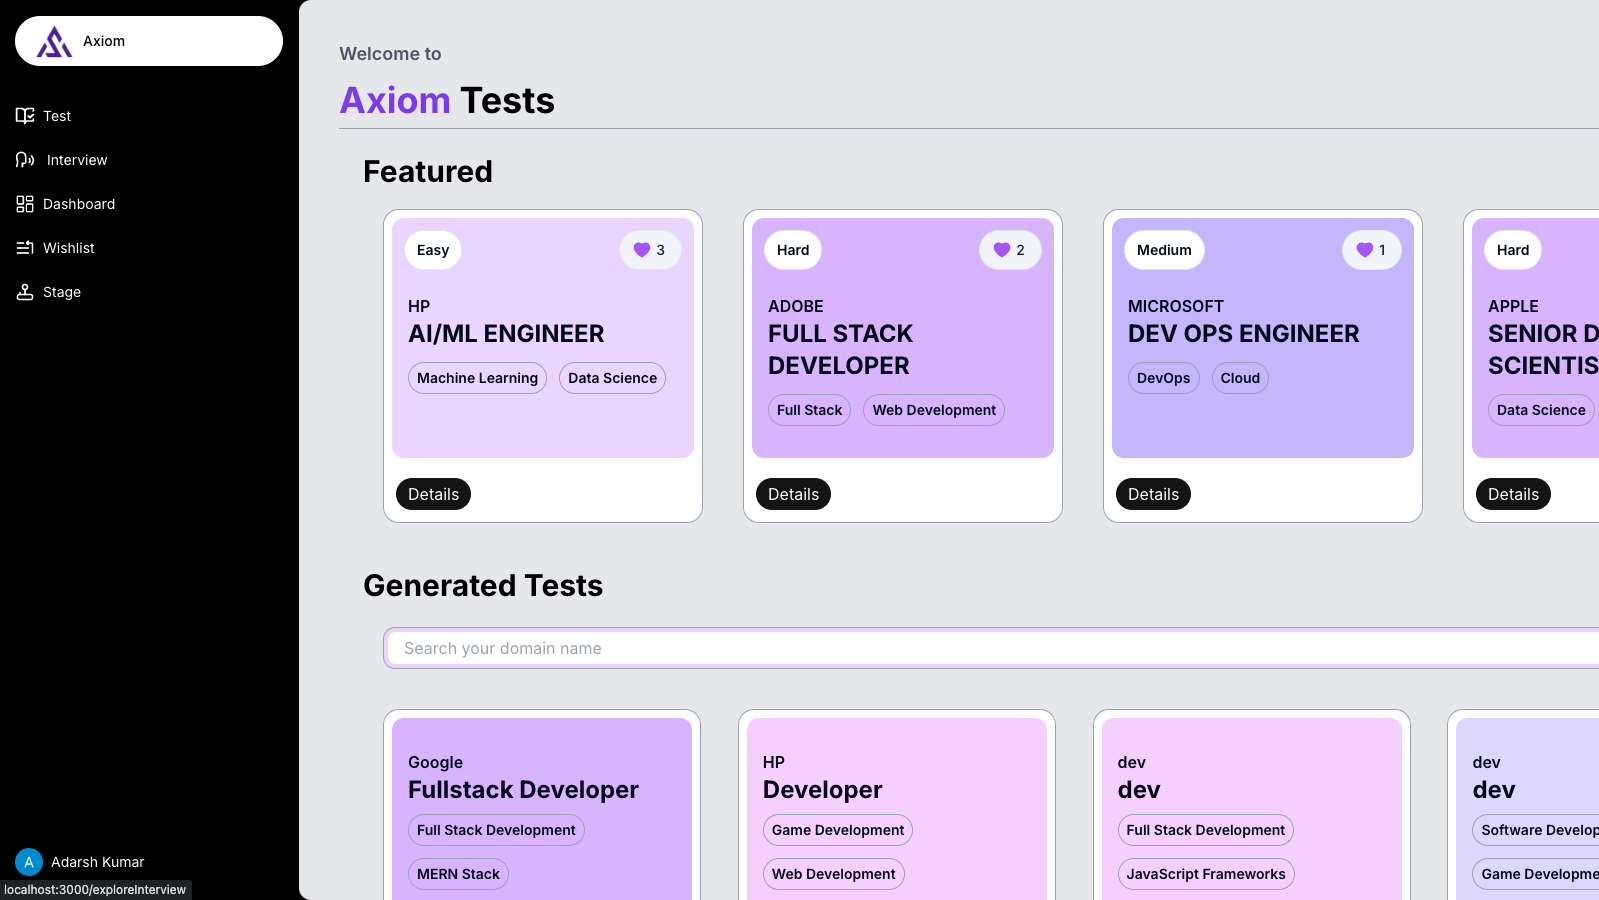 Axiom
Test
Interview
Dashboard
Wishlist
Stage
Adarsh Kumar
A
localhost:3000/exploreInterview
Welcome to
Axiom Tests
Featured
Easy
3
HP
AI/ML ENGINEER
Machine Learning
Data Science
Details
Hard
2
ADOBE
FULL STACK
DEVELOPER
Full Stack
Web Development
Details
Medium
1
MICROSOFT
DEV OPS ENGINEER
DevOps
Cloud
Details
Hard
APPLE
SENIOR D
SCIENTIS
Data Science
Details
Generated Tests
Search your domain name
Google
Fullstack Developer
Full Stack Development
MERN Stack
HP
Developer
Game Development
Web Development
dev
dev
Full Stack Development
JavaScript Frameworks
dev
dev
Software Develop
Game Developme